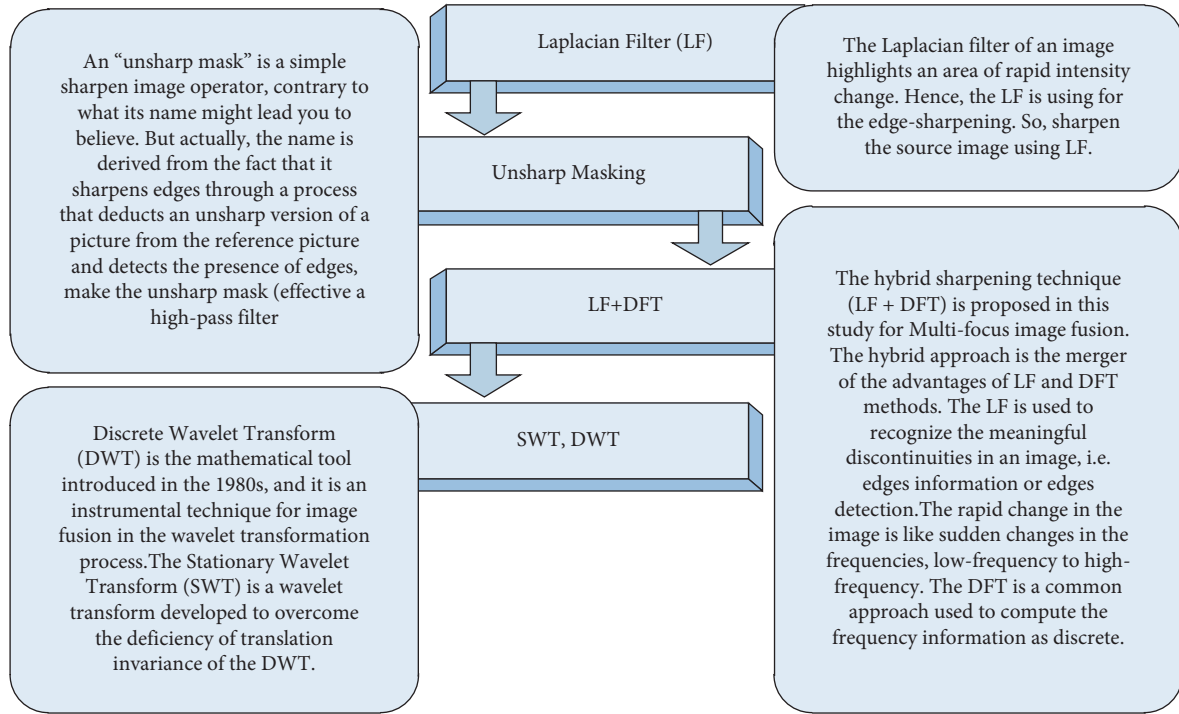 Laplacian Filter (LF)
The Laplacian filter of an image
highlights an area of rapid intensity
change. Hence, the LF is using for
the edge-sharpening. So, sharpen
the source image using LF.
An “unsharp mask” is a simple
sharpen image operator, contrary to
what its name might lead you to
believe. But actually, the name is
derived from the fact that it
sharpens edges through a process
that deducts an unsharp version of a
picture from the reference picture
and detects the presence of edges,
make the unsharp mask (effective a
high-pass filter
Unsharp Masking
LF+DFT
The hybrid sharpening technique
(LF + DFT) is proposed in this
study for Multi-focus image fusion.
The hybrid approach is the merger
of the advantages of LF and DFT
methods. The LF is used to
recognize the meaningful
discontinuities in an image, i.e.
edges information or edges
detection.The rapid change in the
image is like sudden changes in the
frequencies, low-frequency to high-
frequency. The DFT is a common
approach used to compute the
frequency information as discrete.
SWT, DWT
Discrete Wavelet Transform
(DWT) is the mathematical tool
introduced in the 1980s, and it is an
instrumental technique for image
fusion in the wavelet transformation
process.The Stationary Wavelet
Transform (SWT) is a wavelet
transform developed to overcome
the deficiency of translation
invariance of the DWT.